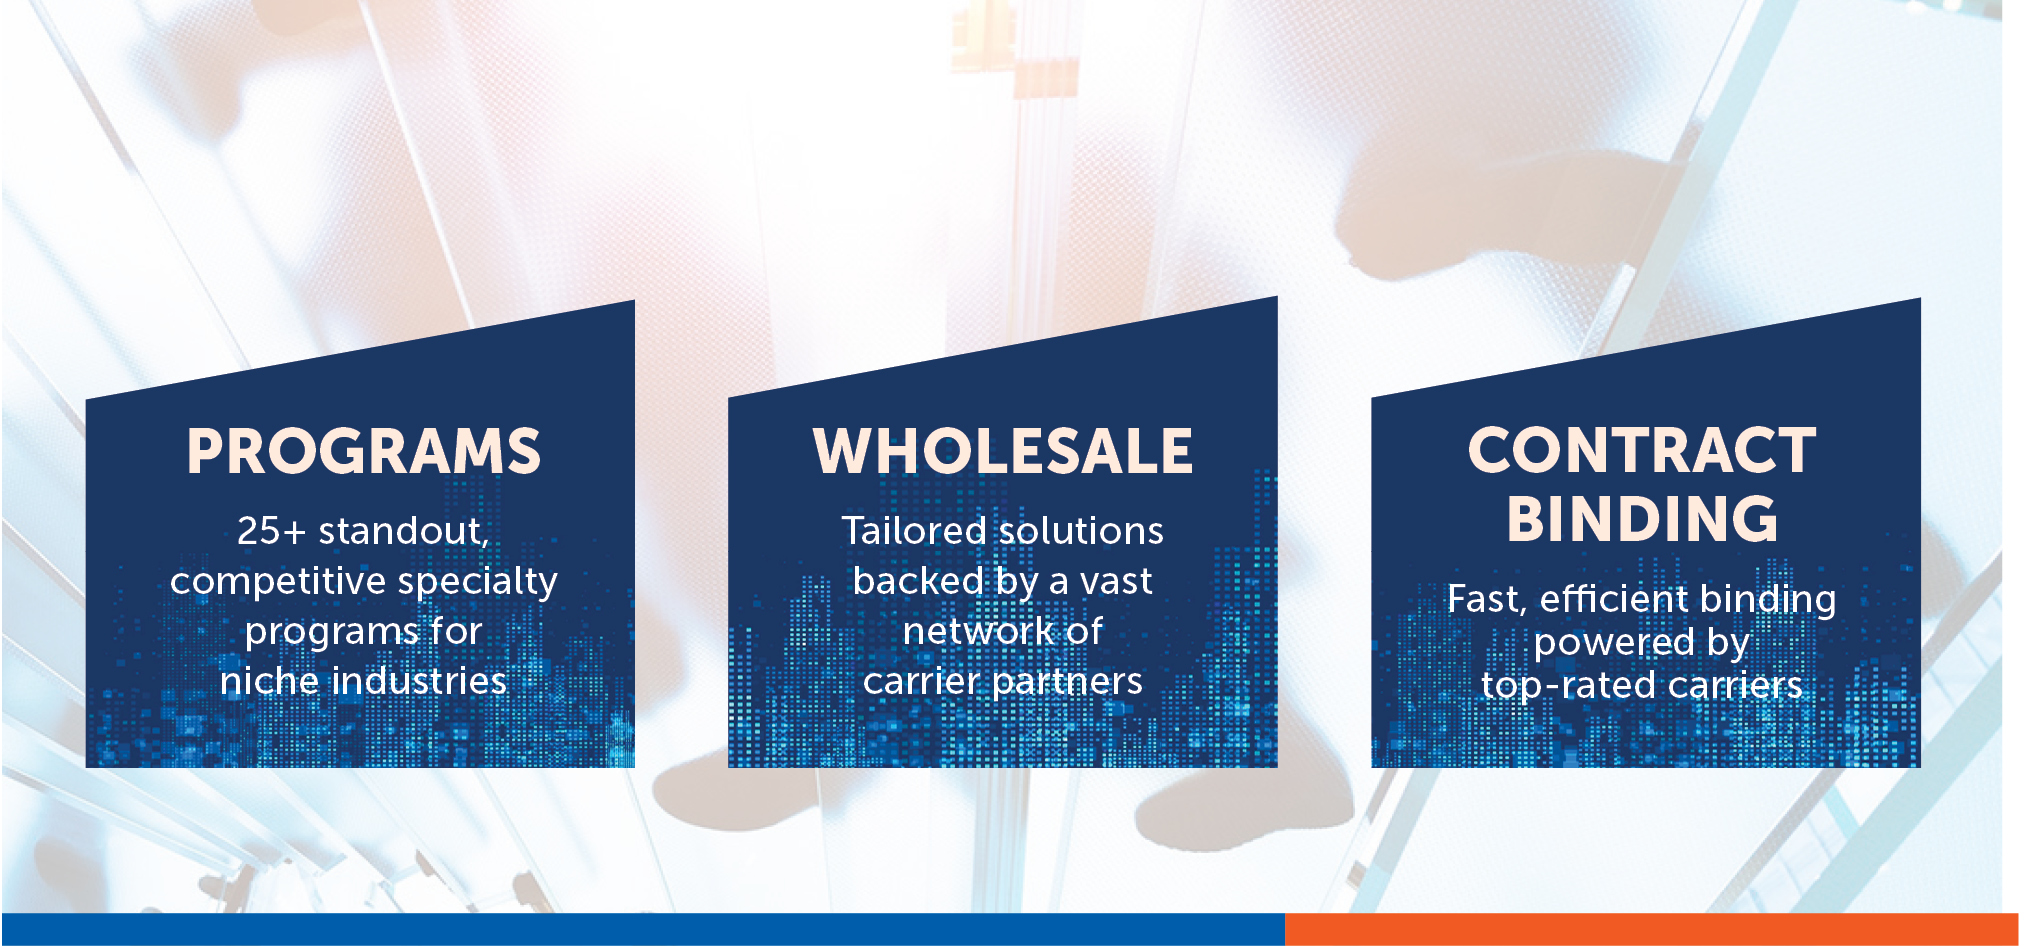 PROGRAMS
25+ standout,
competitive specialty
programs for
niche industries
WHOLESALE
Tailored solutions
backed by a vast
network of
carrier partners
CONTRACT
BINDING
Fast, efficient binding
powered by
top-rated carriers